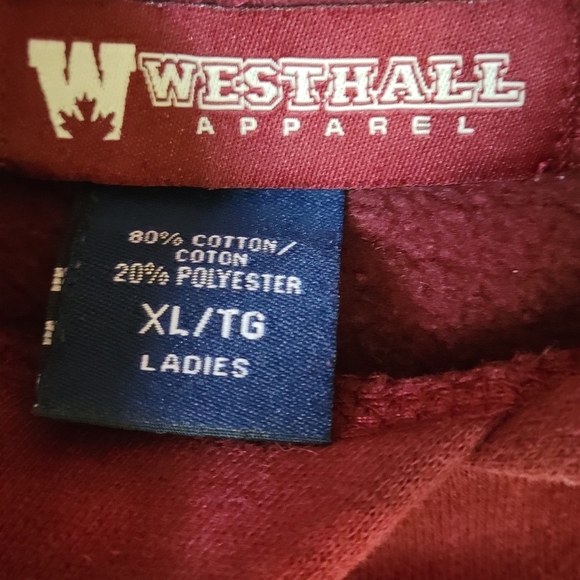 W WESTHALL
APPAREL
80% COTTON/
COTON
20% POLYESTER
XL/TG
LADIES